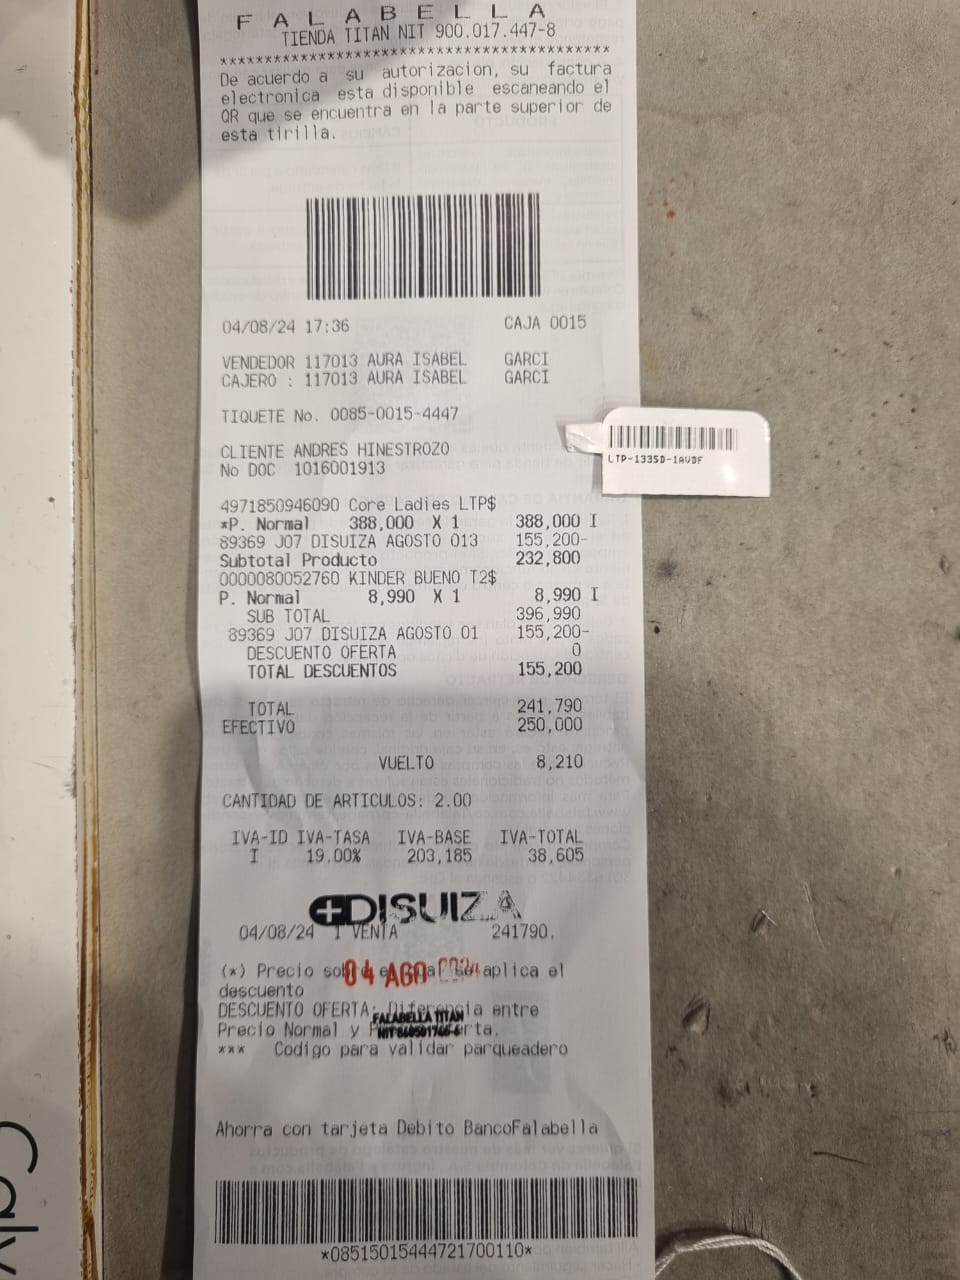 F A L A B E L L A
TIENDA TITAN NIT 900.017.447-8
******************************************
De acuerdo a su autorizacion, su factura
electronica esta disponible escaneando el
QR que se encuentra en la parte superior de
esta tirilla.
04/08/24 17:36 CAJA 0015
VENDEDOR 117013 AURA ISABEL GARCI
CAJERO : 117013 AURA ISABEL GARCI
TIQUETE No. 0085-0015-4447
CLIENTE ANDRES HINESTROZO
No DOC 1016001913
LTP-1335D-1AVDF
4971850946090 Core Ladies LTP$
*P. Normal 388,000 X 1 388,000 I
89369 J07 DISUIZA AGOSTO 013 155,200-
Subtotal Producto 232,800
0000080052760 KINDER BUENO T2$
P. Normal 8,990 X 1 8,990 I
SUB TOTAL 396,990
89369 J07 DISUIZA AGOSTO 01 155,200-
DESCUENTO OFERTA 0
TOTAL DESCUENTOS 155,200
TOTAL 241,790
EFECTIVO 250,000
VUELTO 8,210
CANTIDAD DE ARTICULOS: 2.00
IVA-ID IVA-TASA IVA-BASE IVA-TOTAL
I 19.00% 203,185 38,605
DISUIZA
04/08/24 1 VENTA 241790.
04 AGO 2024
(*) Precio el se aplica el
descuento
DESCUENTO OFERTA: Diferencia entre
FALABELLA TITAN
Precio Normal y
*** Codigo para validar parqueadero
Ahorra con tarjeta Debito BancoFalabella
*08515015444721700110*
Calv